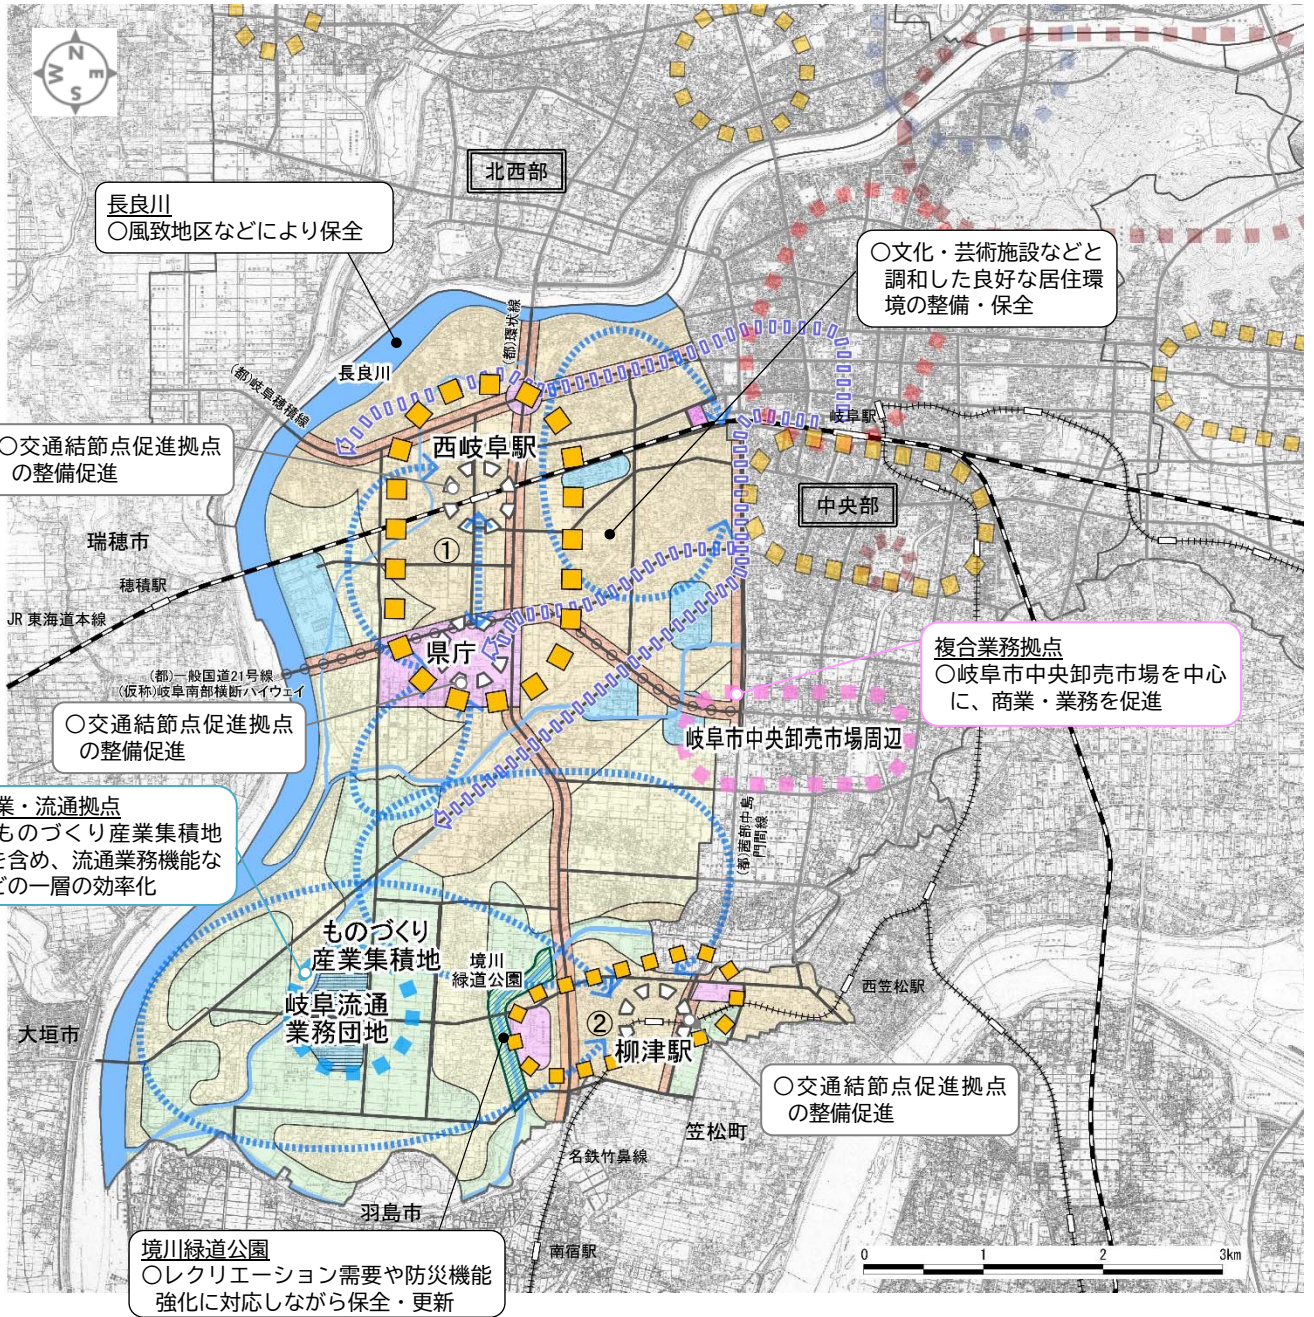 N
W
E
S
北西部
長良川
○風致地区などにより保全
○文化・芸術施設などと
調和した良好な居住環
境の整備・保全
(都)環状線
長良川
(都)岐阜穂積線
岐阜駅
○交通結節点促進拠点
の整備促進
西岐阜駅
中央部
①
瑞穂市
穂積駅
JR東海道本線
県庁
(都)一般国道21号線
(仮称)岐阜南部横断ハイウェイ
複合業務拠点
○岐阜市中央卸売市場を中心
に、商業・業務を促進
○交通結節点促進拠点
の整備促進
岐阜市中央卸売市場周辺
業・流通拠点
ものづくり産業集積地
を含め、流通業務機能な
どの一層の効率化
(都)茜部中島
門間線
ものづくり
産業集積地
境川
緑道公園
岐阜流通
業務団地
西笠松駅
大垣市
②
柳津駅
○交通結節点促進拠点
の整備促進
笠松町
名鉄竹鼻線
羽島市
南宿駅
境川緑道公園
○レクリエーション需要や防災機能
強化に対応しながら保全・更新
0 1 2 3km